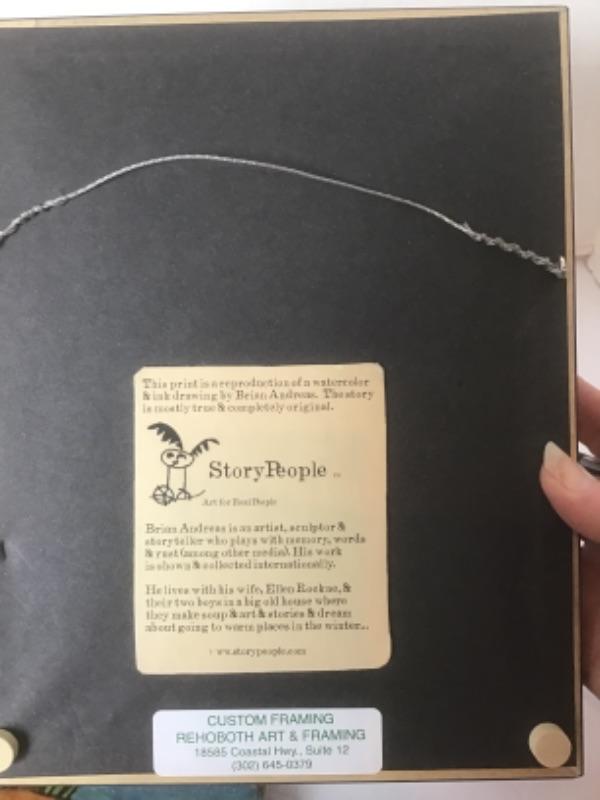 This print is a reproduction of a watercolor
& ink drawing by Brian Andreas. The story
is mostly true & completely original.
StoryPeople TM
Art for Real People
Brian Andreas is an artist, sculptor &
storyteller who plays with memory, words
& rust (among other media). His work
is shown & collected internationally.
He lives with his wife, Ellen Rockne, &
their two boys in a big old house where
they make soup & art & stories & dream
about going to warm places in the winter...
www.storypeople.com
CUSTOM FRAMING
REHOBOTH ART & FRAMING
18585 Coastal Hwy., Suite 12
(302) 645-0379